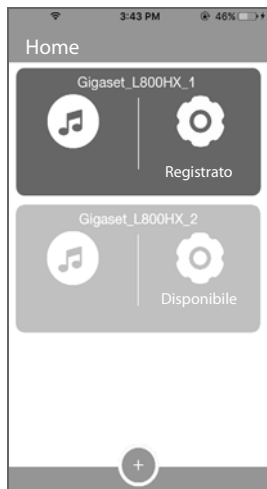 3:43 PM 46%
Home
Gigaset_L800HX_1
Registrato
Gigaset_L800HX_2
Disponibile
+